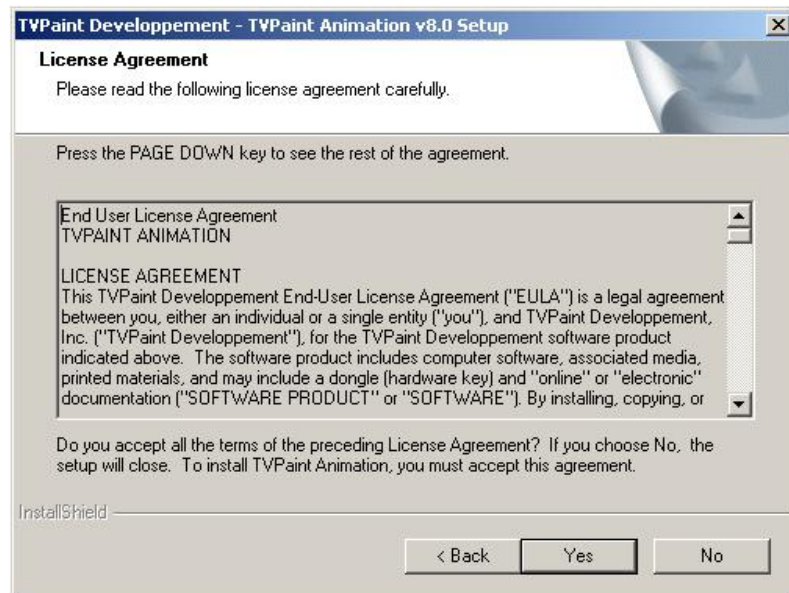 TVPaint Developpement - TVPaint Animation v8.0 Setup
License Agreement
Please read the following license agreement carefully.
Press the PAGE DOWN key to see the rest of the agreement.
End User License Agreement
TVPAINT ANIMATION
LICENSE AGREEMENT
This TVPaint Developpement End-User License Agreement ("EULA") is a legal agreement
between you, either an individual or a single entity ("you"), and TVPaint Developpement,
Inc. ("TVPaint Developpement"), for the TVPaint Developpement software product
indicated above.  The software product includes computer software, associated media,
printed materials, and may include a dongle (hardware key) and "online" or "electronic"
documentation ("SOFTWARE PRODUCT" or "SOFTWARE"). By installing, copying, or
Do you accept all the terms of the preceding License Agreement?  If you choose No,  the
setup will close.  To install TVPaint Animation, you must accept this agreement.
InstallShield
< Back
Yes
No